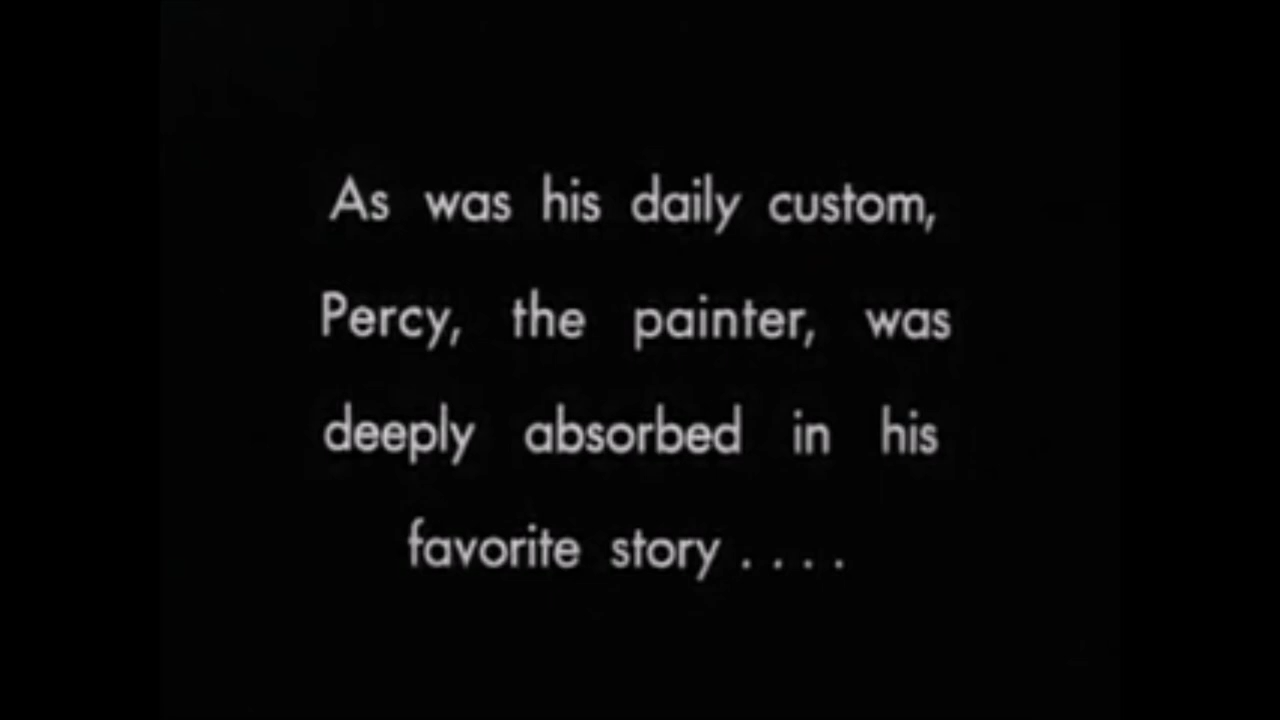 As was his daily custom,
Percy, the painter, was
deeply absorbed in his
favorite story . . . .